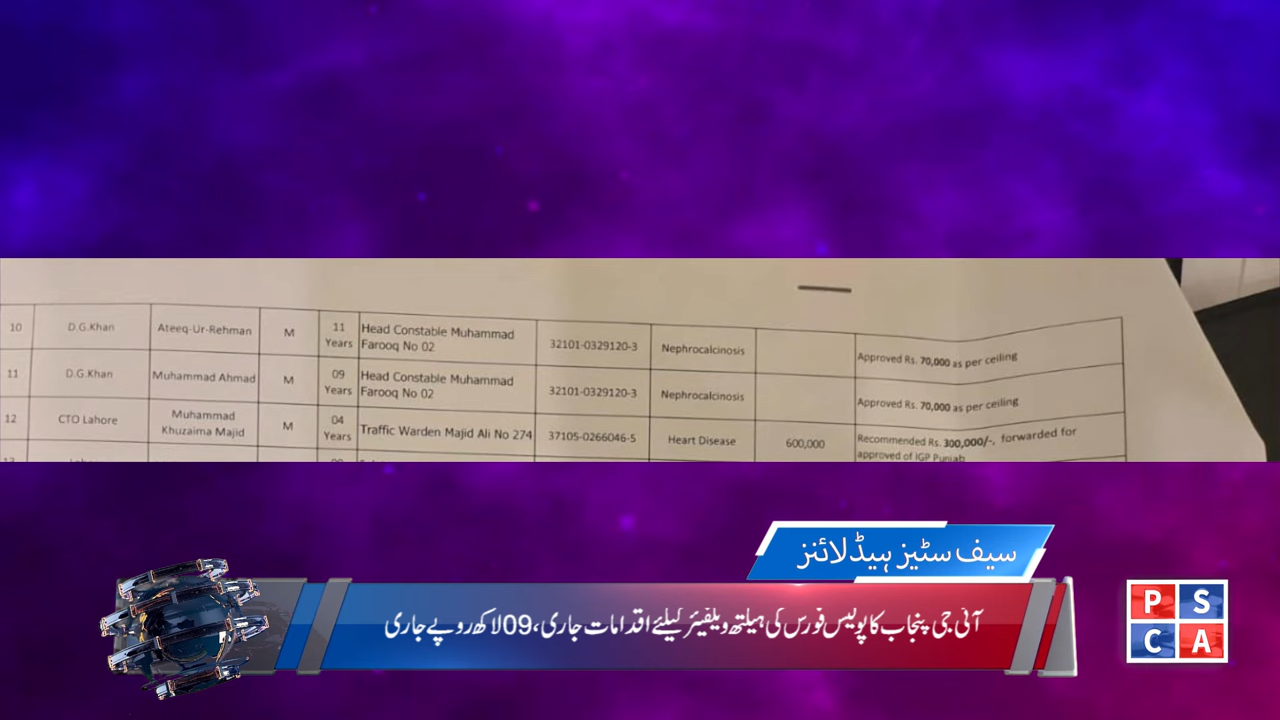 10 D.G.Khan Ateeq-Ur-Rehman M 11 Years Head Constable Muhammad Farooq No 02 32101-0329120-3 Nephrocalcinosis Approved Rs. 70,000 as per ceiling
11 D.G.Khan Muhammad Ahmad M 09 Years Head Constable Muhammad Farooq No 02 32101-0329120-3 Nephrocalcinosis Approved Rs. 70,000 as per ceiling
12 CTO Lahore Muhammad Khuzaima Majid M 04 Years Traffic Warden Majid Ali No 274 37105-0266046-5 Heart Disease 600,000 Recommended Rs. 300,000/-, forwarded for approved of IGP Punjab
سیف سٹیز ہیڈلائنز
آئی جی پنجاب کا پولیس فورس کی ہیلتھ ویلفیئر کیلئے اقدامات جاری، 09 لاکھ روپے جاری
P S
C A